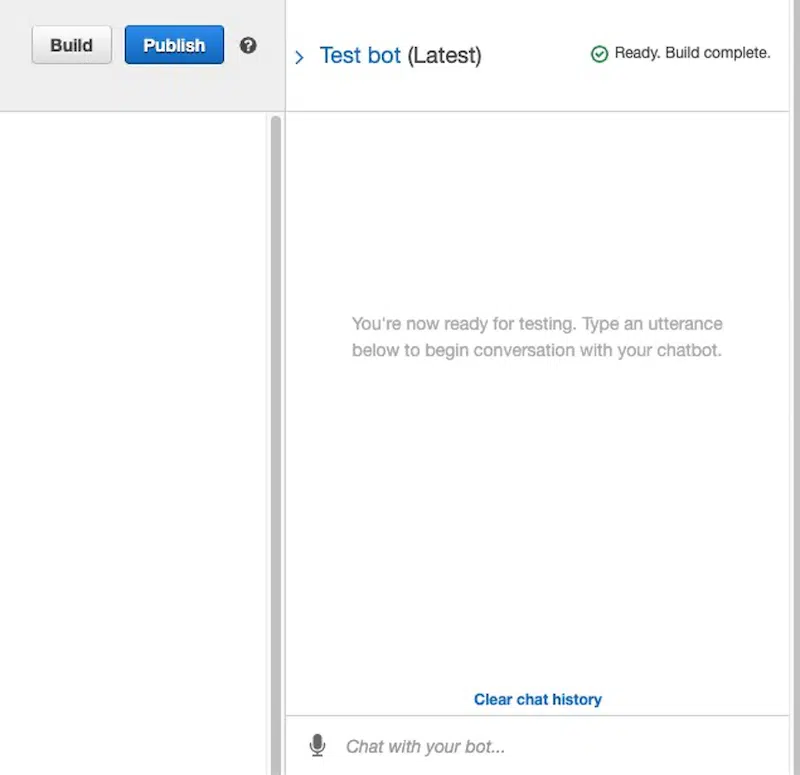 Build
Publish
?
Test bot (Latest)
Ready. Build complete.
You're now ready for testing. Type an utterance
below to begin conversation with your chatbot.
Clear chat history
Chat with your bot...